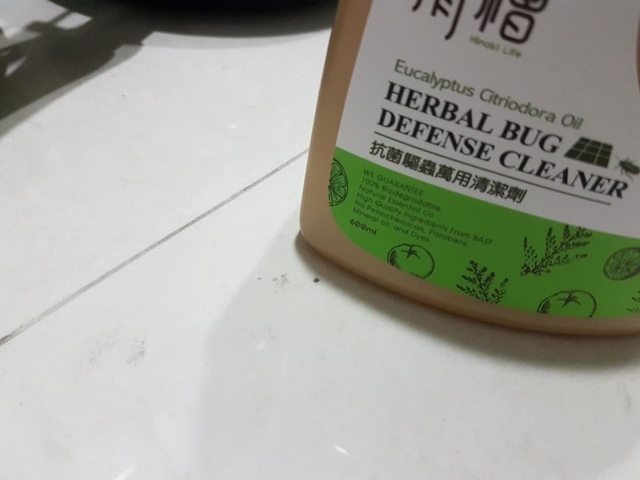 檜
Hinoki Life
Eucalyptus Citriodora Oil
HERBAL BUG
DEFENSE CLEANER
抗菌驅蟲萬用清潔劑
WE GUARANTEE
100% Biodegradable
Natural Essential Oil
High Quality Ingredients From BASF
No Petrochemicals, Parabens
Mineral oil, and Dyes
600ml